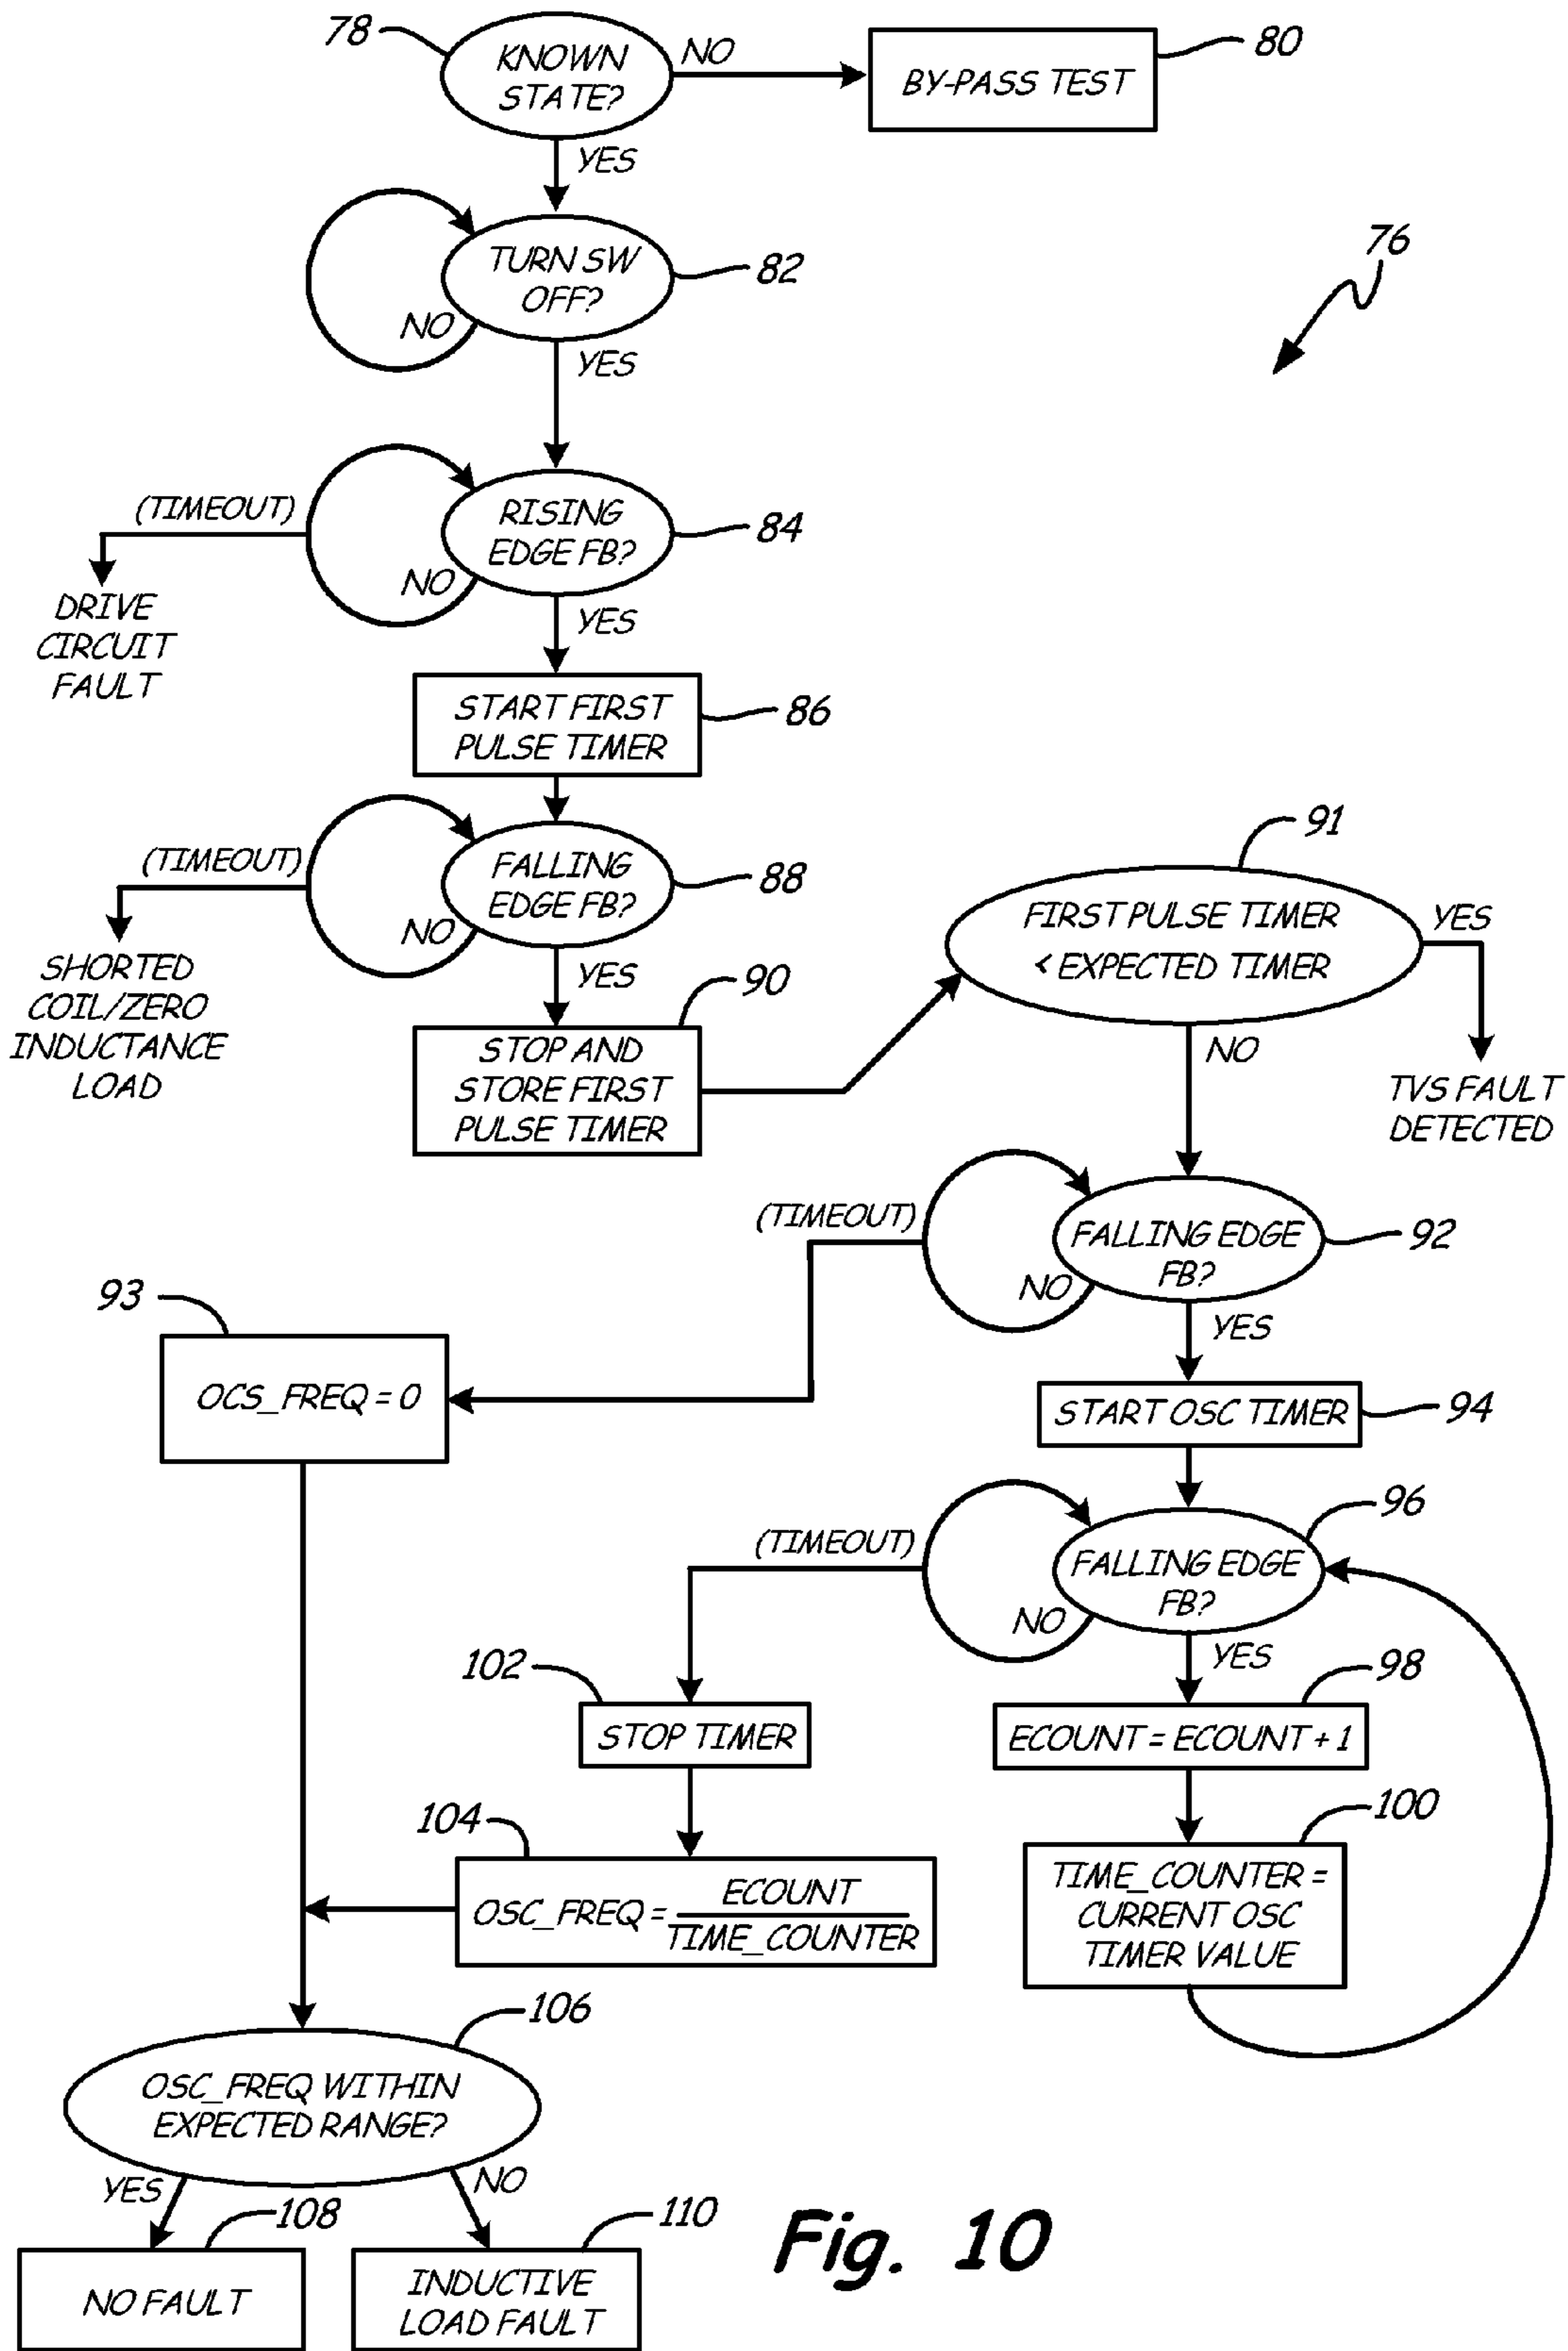 78
KNOWN
STATE?
NO
BY-PASS TEST
80
YES
76
TURN SW
OFF?
82
NO
YES
(TIMEOUT)
RISING
EDGE FB?
84
NO
DRIVE
CIRCUIT
FAULT
YES
START FIRST
PULSE TIMER
86
(TIMEOUT)
FALLING
EDGE FB?
88
NO
SHORTED
COIL/ZERO
INDUCTANCE
LOAD
YES
90
STOP AND
STORE FIRST
PULSE TIMER
91
FIRST PULSE TIMER
< EXPECTED TIMER
YES
NO
TVS FAULT
DETECTED
(TIMEOUT)
FALLING EDGE
FB?
92
NO
YES
93
OCS_FREQ = 0
START OSC TIMER
94
96
(TIMEOUT)
FALLING EDGE
FB?
NO
YES
102
STOP TIMER
98
ECOUNT = ECOUNT + 1
104
OSC_FREQ = ECOUNT
TIME_COUNTER
100
TIME_COUNTER =
CURRENT OSC
TIMER VALUE
106
OSC_FREQ WITHIN
EXPECTED RANGE?
YES
NO
108
NO FAULT
110
INDUCTIVE
LOAD FAULT
Fig. 10